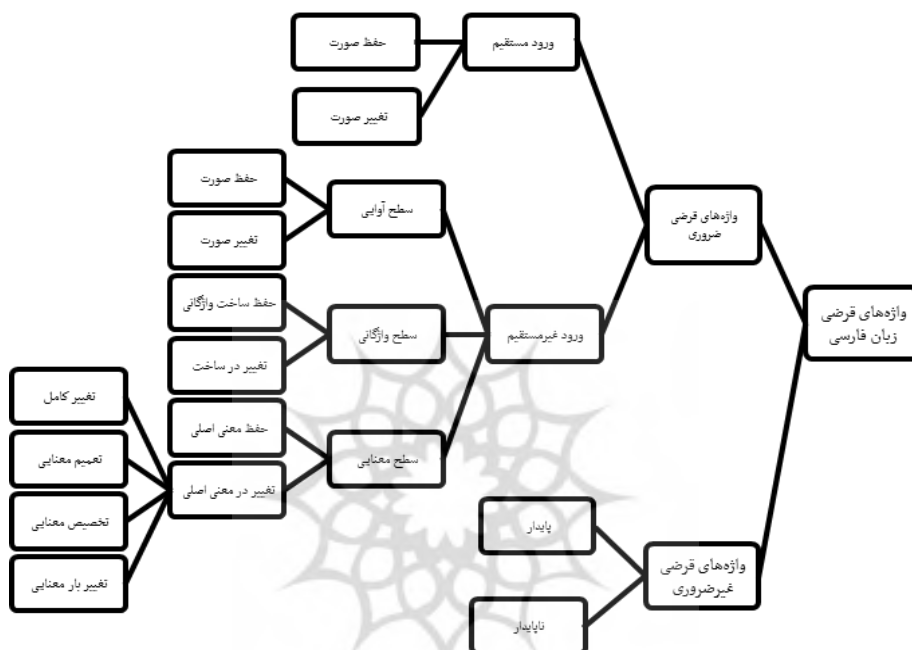 واژه‌های قرضی
زبان فارسی
واژه‌های قرضی
ضروری
ورود مستقیم
حفظ صورت
تغییر صورت
ورود غیرمستقیم
سطح آوایی
حفظ صورت
تغییر صورت
سطح واژگانی
حفظ ساخت واژگانی
تغییر در ساخت
سطح معنایی
حفظ معنی اصلی
تغییر در معنی اصلی
تغییر کامل
تعمیم معنایی
تخصیص معنایی
تغییر بار معنایی
واژه‌های قرضی
غیرضروری
پایدار
ناپایدار